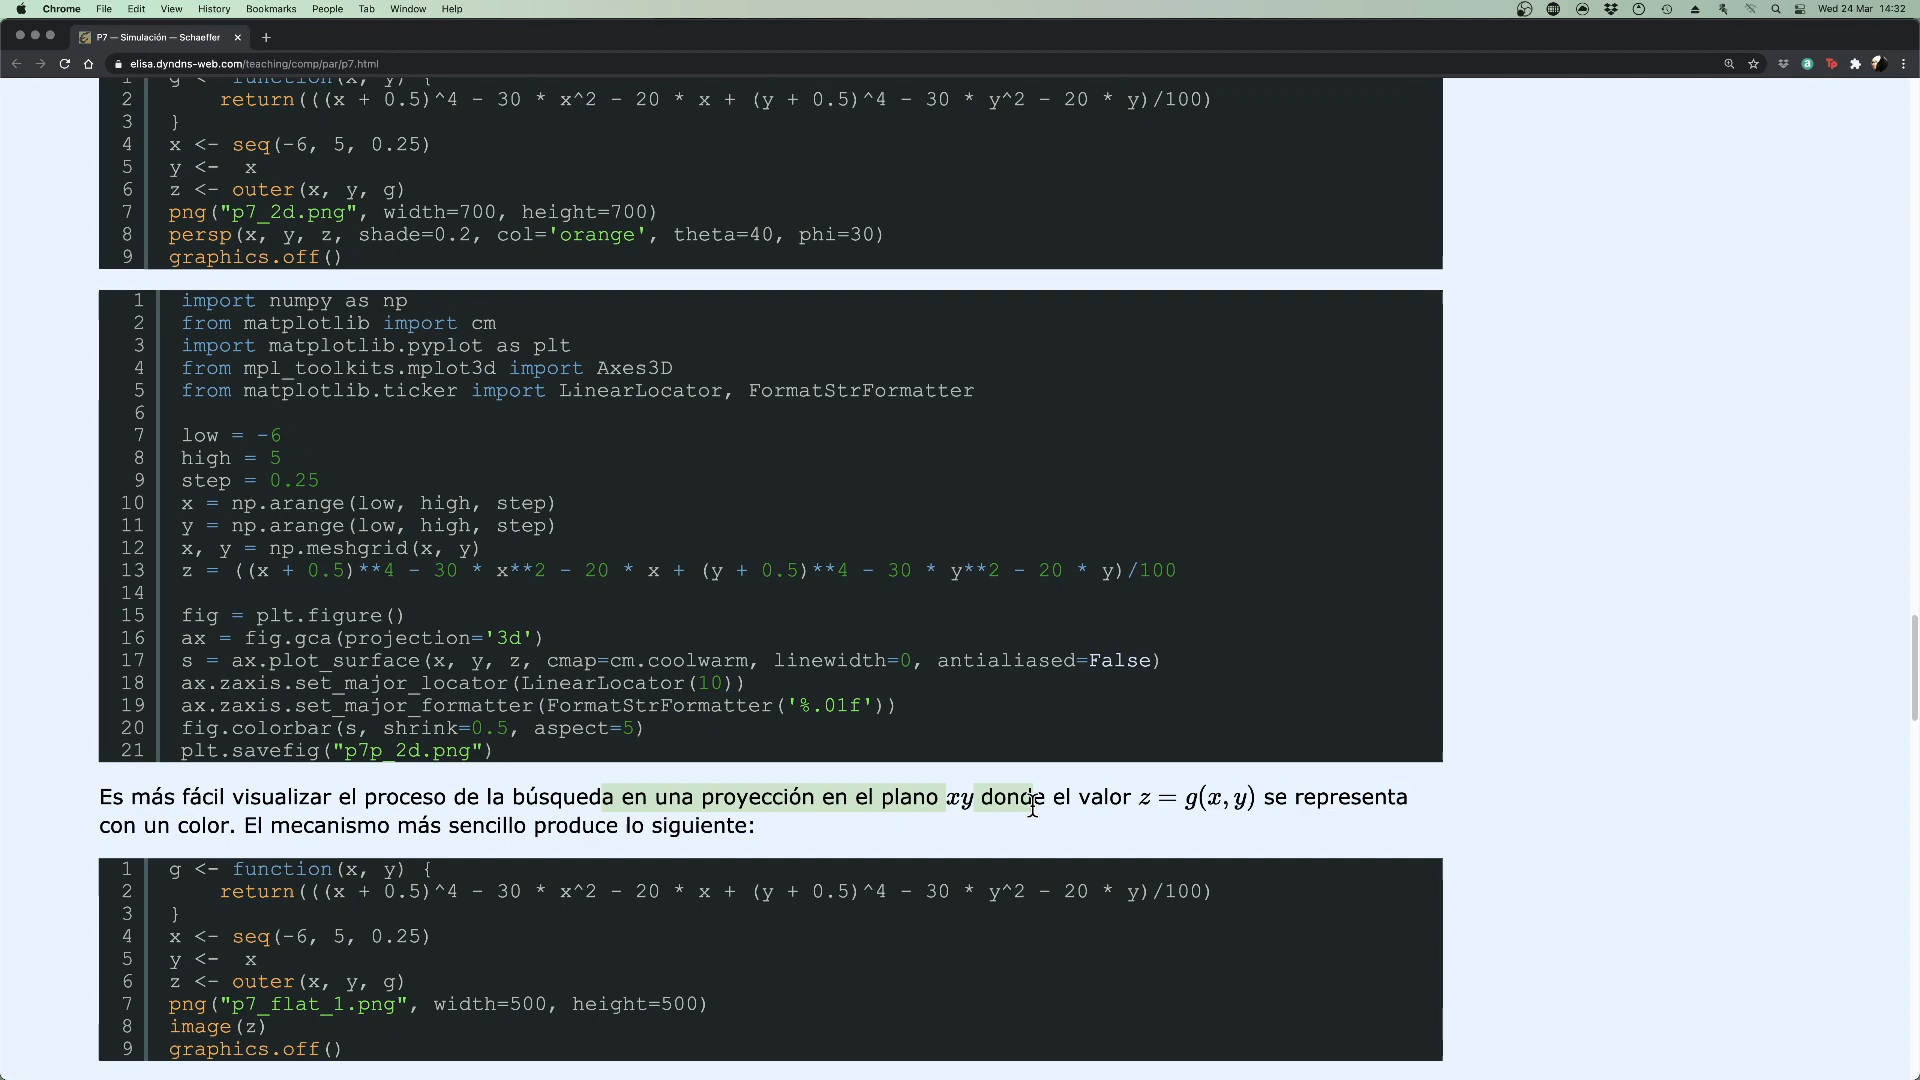 Chrome File Edit View History Bookmarks People Tab Window Help Wed 24 Mar 14:32
P7 — Simulación — Schaeffer
elisa.dyndns-web.com/teaching/comp/par/p7.html
1 g <- function(x, y) {
2 return(((x + 0.5)^4 - 30 * x^2 - 20 * x + (y + 0.5)^4 - 30 * y^2 - 20 * y)/100)
3 }
4 x <- seq(-6, 5, 0.25)
5 y <- x
6 z <- outer(x, y, g)
7 png("p7_2d.png", width=700, height=700)
8 persp(x, y, z, shade=0.2, col='orange', theta=40, phi=30)
9 graphics.off()
1 import numpy as np
2 from matplotlib import cm
3 import matplotlib.pyplot as plt
4 from mpl_toolkits.mplot3d import Axes3D
5 from matplotlib.ticker import LinearLocator, FormatStrFormatter
6
7 low = -6
8 high = 5
9 step = 0.25
10 x = np.arange(low, high, step)
11 y = np.arange(low, high, step)
12 x, y = np.meshgrid(x, y)
13 z = ((x + 0.5)**4 - 30 * x**2 - 20 * x + (y + 0.5)**4 - 30 * y**2 - 20 * y)/100
14
15 fig = plt.figure()
16 ax = fig.gca(projection='3d')
17 s = ax.plot_surface(x, y, z, cmap=cm.coolwarm, linewidth=0, antialiased=False)
18 ax.zaxis.set_major_locator(LinearLocator(10))
19 ax.zaxis.set_major_formatter(FormatStrFormatter('%.01f'))
20 fig.colorbar(s, shrink=0.5, aspect=5)
21 plt.savefig("p7p_2d.png")
Es más fácil visualizar el proceso de la búsqueda en una proyección en el plano xy donde el valor z = g(x, y) se representa
con un color. El mecanismo más sencillo produce lo siguiente:
1 g <- function(x, y) {
2 return(((x + 0.5)^4 - 30 * x^2 - 20 * x + (y + 0.5)^4 - 30 * y^2 - 20 * y)/100)
3 }
4 x <- seq(-6, 5, 0.25)
5 y <- x
6 z <- outer(x, y, g)
7 png("p7_flat_1.png", width=500, height=500)
8 image(z)
9 graphics.off()